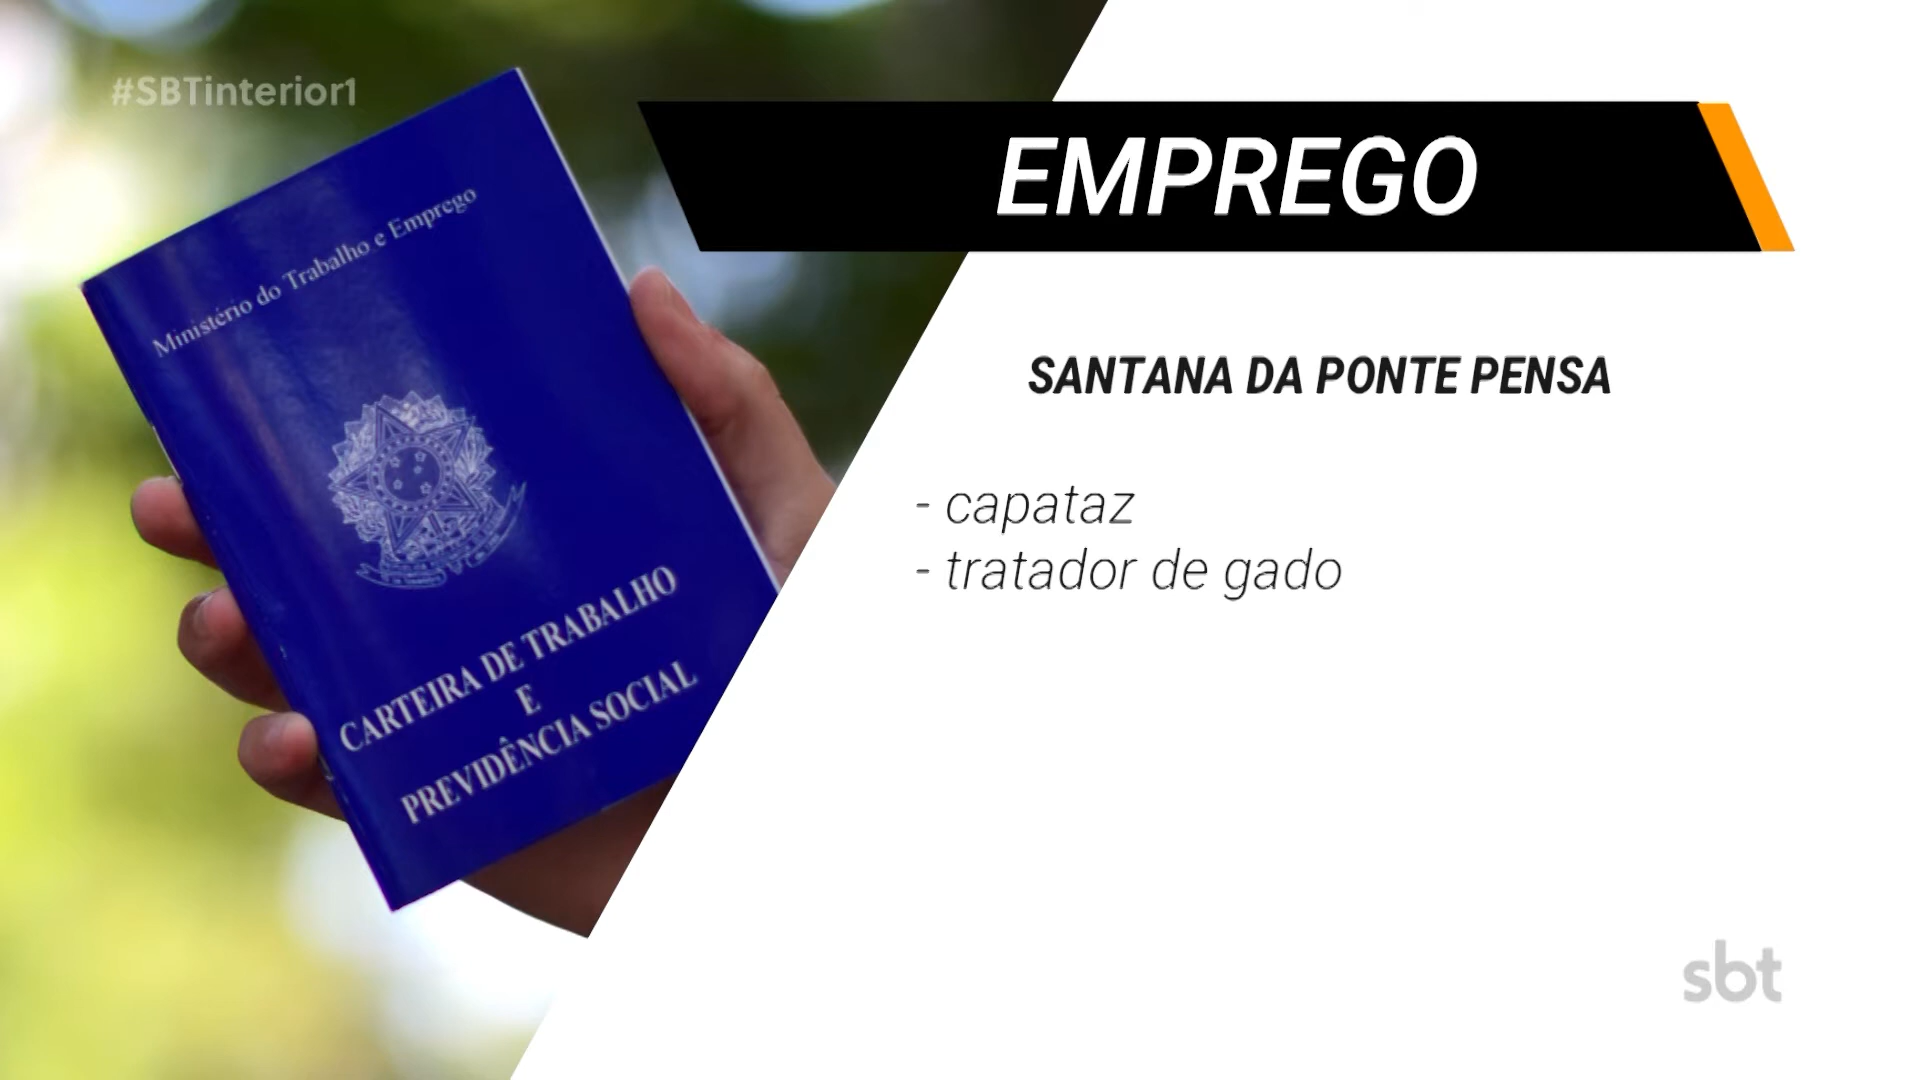 #SBTinterior1
EMPREGO
Ministério do Trabalho e Emprego
CARTEIRA DE TRABALHO
E
PREVIDÊNCIA SOCIAL
SANTANA DA PONTE PENSA
- capataz
- tratador de gado
sbt